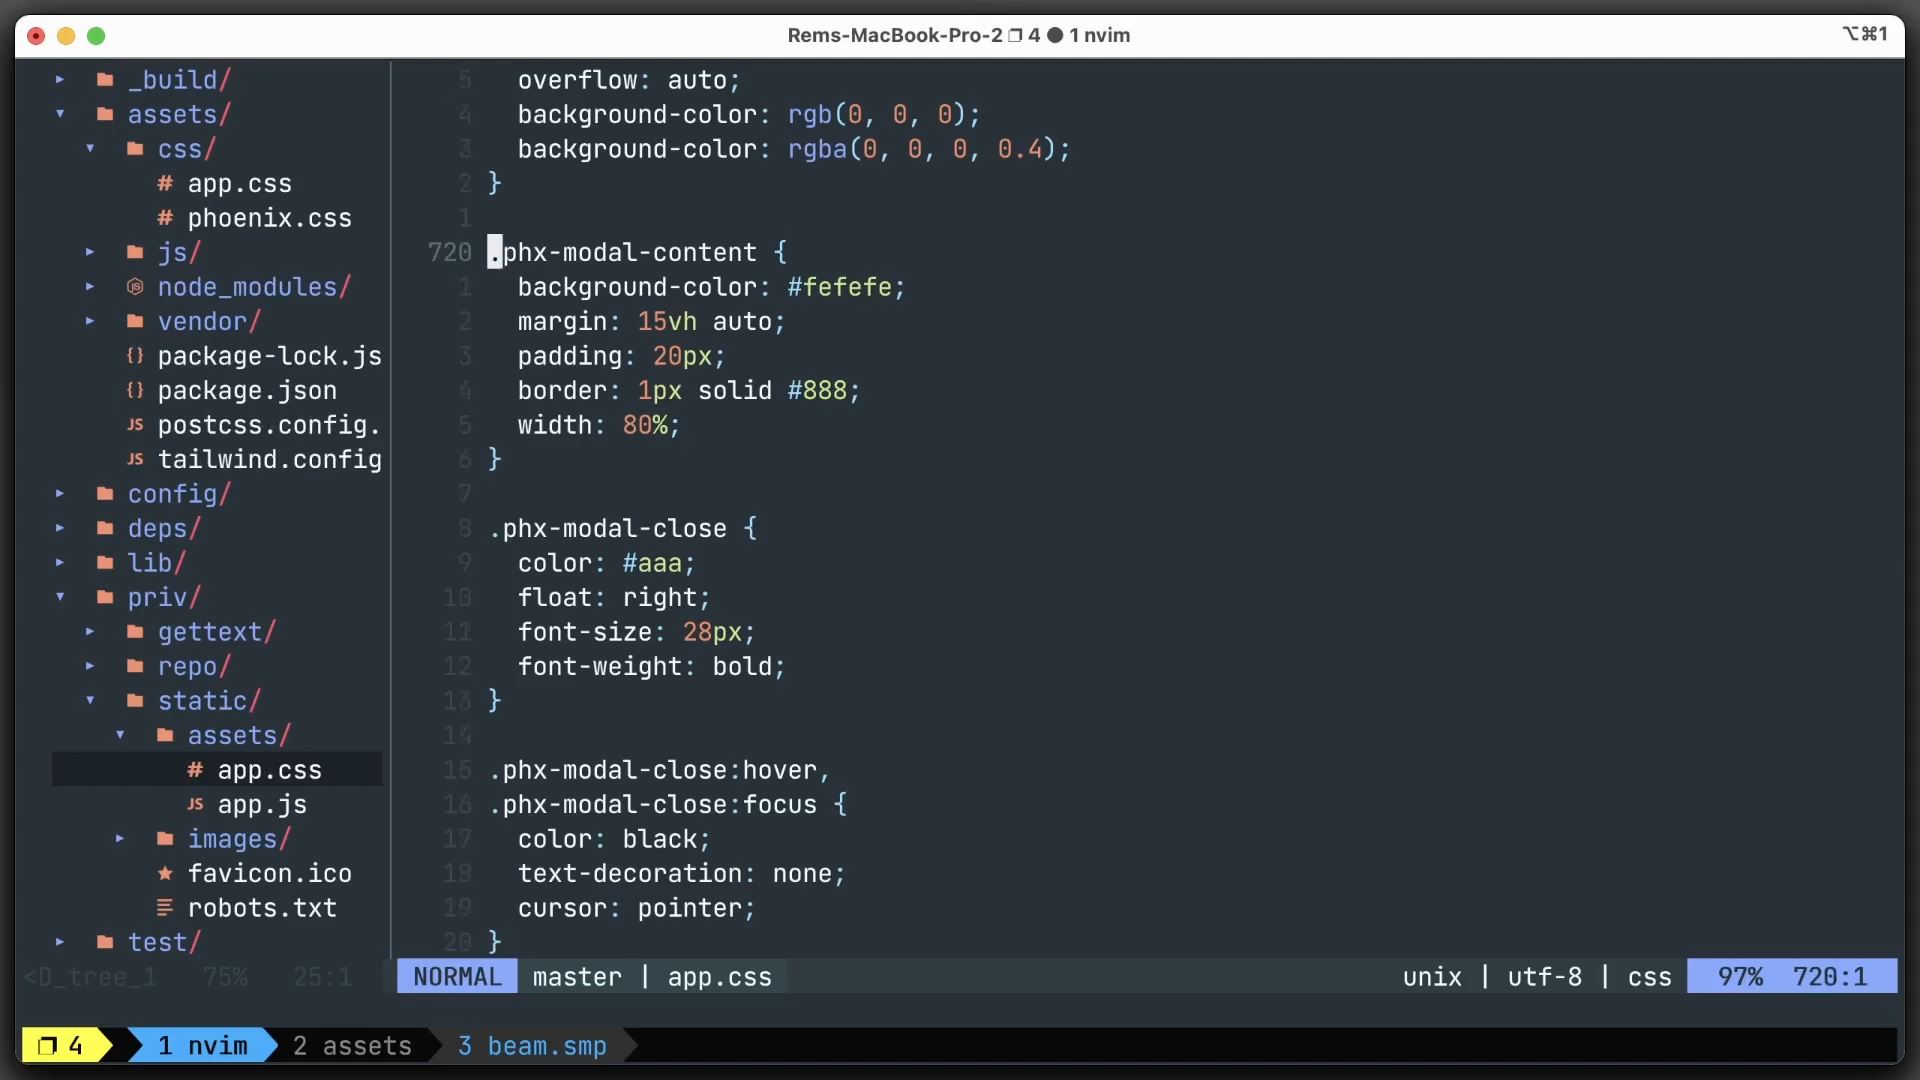 Rems-MacBook-Pro-2 4 1 nvim
⌥⌘1
_build/
assets/
css/
# app.css
# phoenix.css
js/
node_modules/
vendor/
{} package-lock.js
{} package.json
JS postcss.config.
JS tailwind.config
config/
deps/
lib/
priv/
gettext/
repo/
static/
assets/
# app.css
JS app.js
images/
favicon.ico
robots.txt
test/
<D_tree_1 75% 25:1
5 overflow: auto;
4 background-color: rgb(0, 0, 0);
3 background-color: rgba(0, 0, 0, 0.4);
2 }
1
720 .phx-modal-content {
1 background-color: #fefefe;
2 margin: 15vh auto;
3 padding: 20px;
4 border: 1px solid #888;
5 width: 80%;
6 }
7
8 .phx-modal-close {
9 color: #aaa;
10 float: right;
11 font-size: 28px;
12 font-weight: bold;
13 }
14
15 .phx-modal-close:hover,
16 .phx-modal-close:focus {
17 color: black;
18 text-decoration: none;
19 cursor: pointer;
20 }
NORMAL master | app.css unix | utf-8 | css 97% 720:1
4 1 nvim 2 assets 3 beam.smp